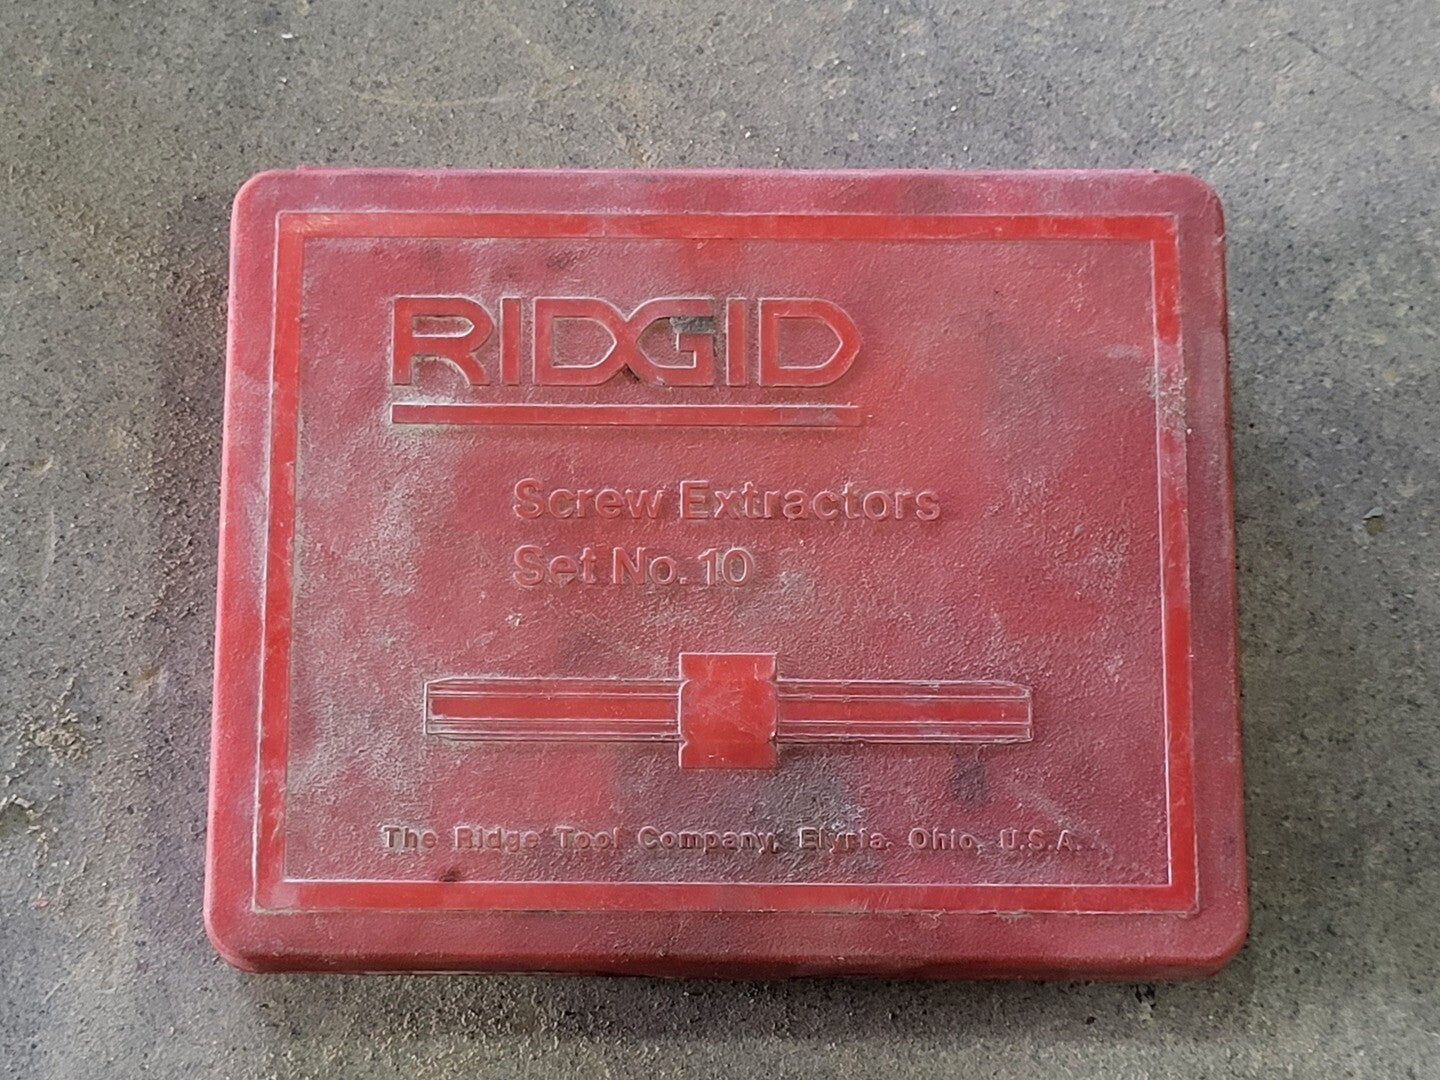 RIDGID
Screw Extractors
Set No. 10
The Ridge Tool Company, Elyria, Ohio, U.S.A.